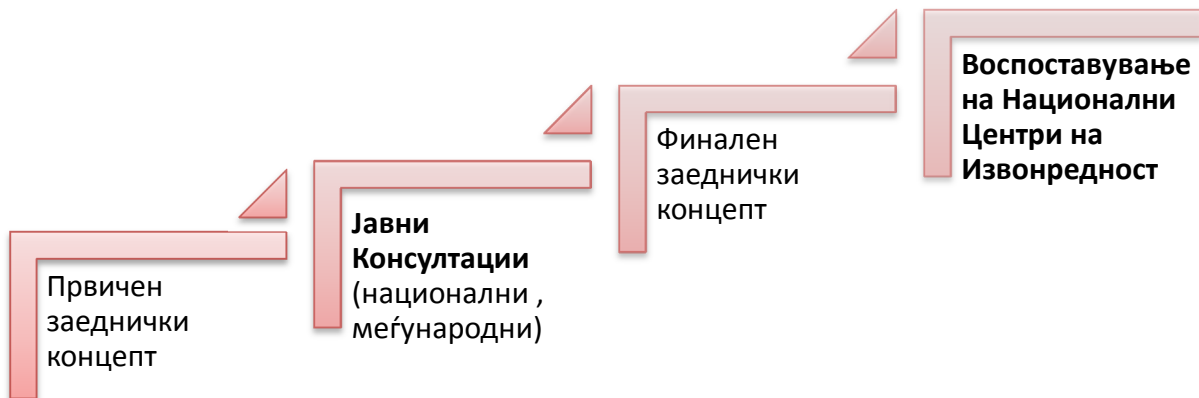 Првичен
заеднички
концепт
Јавни
Консултации
(национални ,
меѓународни)
Финален
заеднички
концепт
Воспоставување
на Национални
Центри на
Извонредност